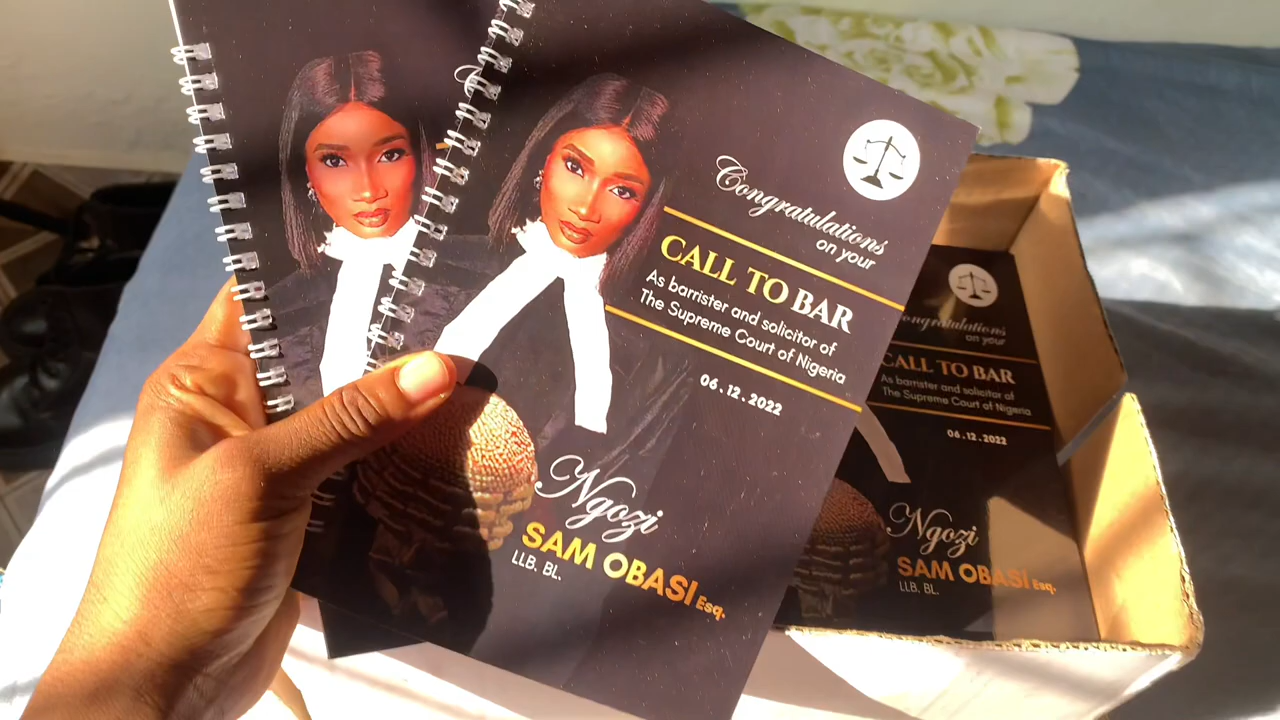 Congratulations
on your
CALL TO BAR
As barrister and solicitor of
The Supreme Court of Nigeria
06.12.2022
Ngozi
SAM OBASI Esq.
LLB. BL.
Congratulations
on your
CALL TO BAR
As barrister and solicitor of
The Supreme Court of Nigeria
06.12.2022
Ngozi
SAM OBASI Esq.
LLB. BL.